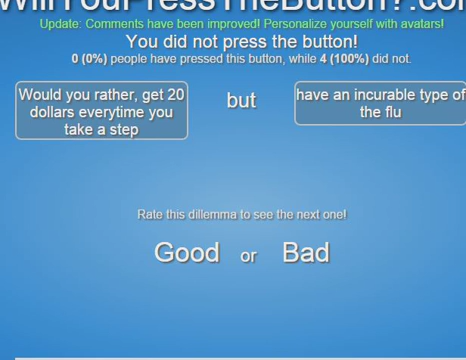 WillYouPressTheButton?.com
Update: Comments have been improved! Personalize yourself with avatars!
You did not press the button!
0 (0%) people have pressed this button, while 4 (100%) did not.
Would you rather, get 20
dollars everytime you
take a step
but
have an incurable type of
the flu
Rate this dillemma to see the next one!
Good or Bad